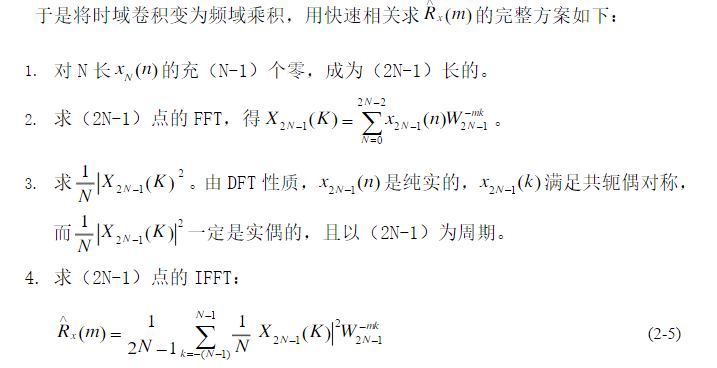 于是将时域卷积变为频域乘积，用快速相关求 $\hat{R}_x(m)$ 的完整方案如下：
1. 对 N 长 $x_N(n)$ 的充（N-1）个零，成为（2N-1）长的。
2. 求（2N-1）点的 FFT，得 $X_{2N-1}(K)=\sum_{N=0}^{2N-2}x_{2N-1}(n)W_{2N-1}^{-mk}$ 。
3. 求 $\frac{1}{N}|X_{2N-1}(K)^2$ 。由 DFT 性质，$x_{2N-1}(n)$ 是纯实的，$x_{2N-1}(k)$ 满足共轭偶对称，
而 $\frac{1}{N}|X_{2N-1}(K)|^2$ 一定是实偶的，且以（2N-1）为周期。
4. 求（2N-1）点的 IFFT：
$\hat{R}_x(m)=\frac{1}{2N-1}\sum_{k=-(N-1)}^{N-1}\frac{1}{N}X_{2N-1}(K)|^2W_{2N-1}^{-mk}$ (2-5)